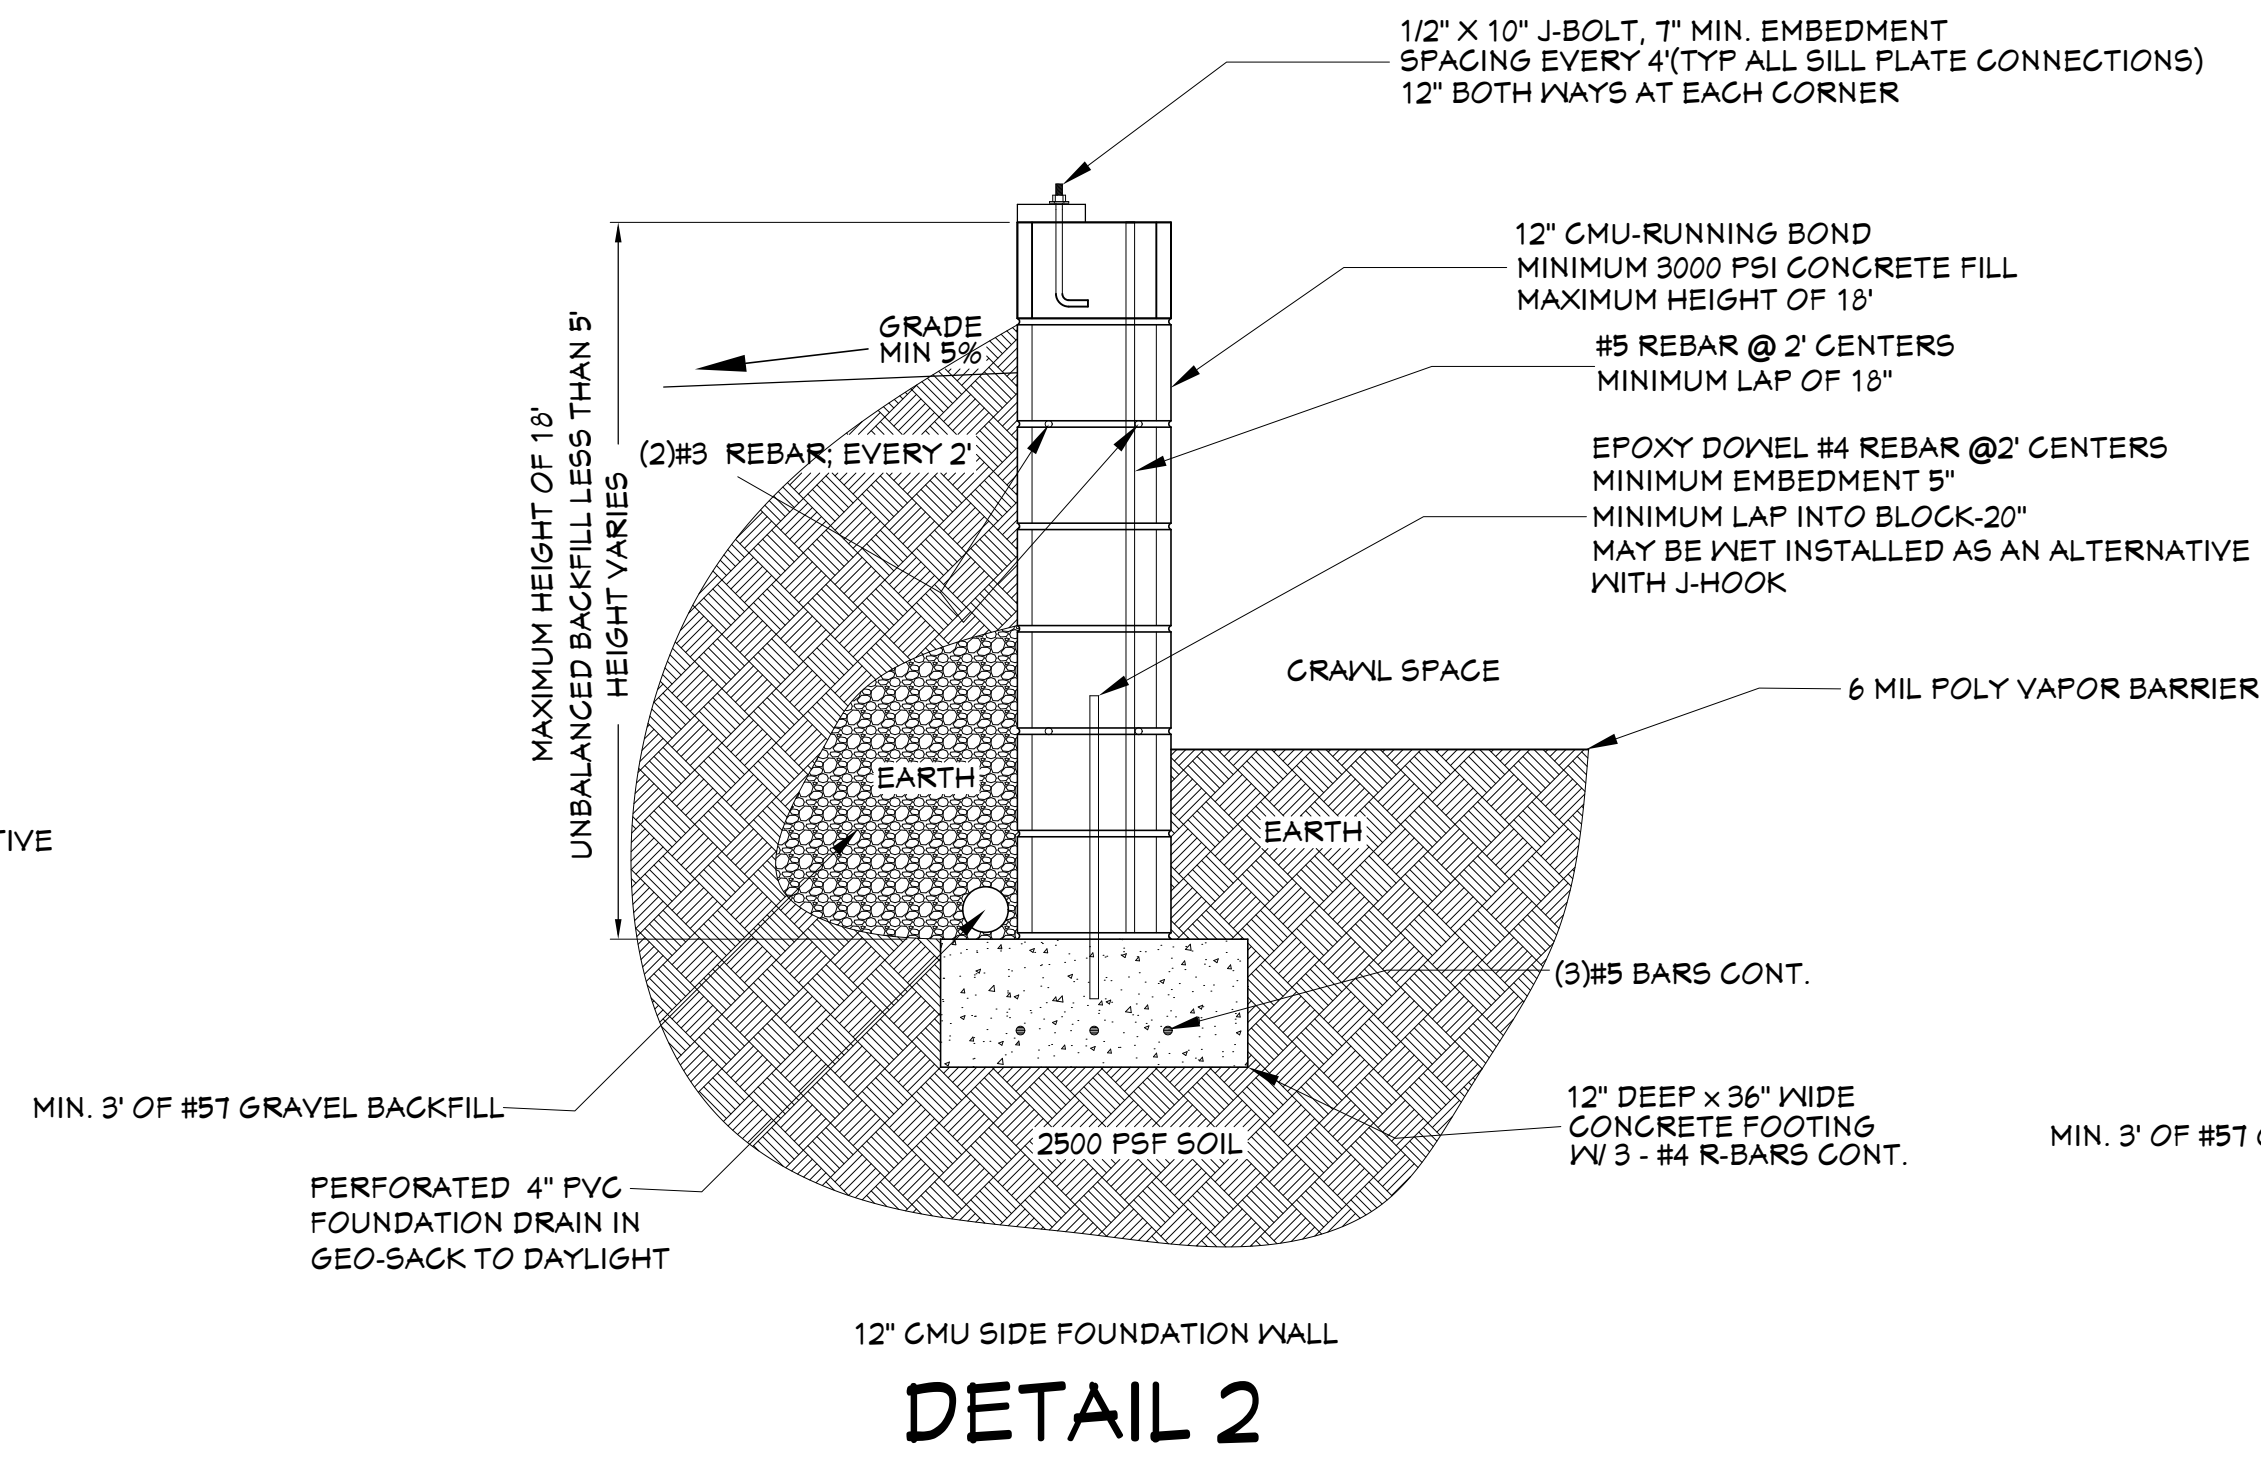 1/2" X 10" J-BOLT, 7" MIN. EMBEDMENT
SPACING EVERY 4'(TYP ALL SILL PLATE CONNECTIONS)
12" BOTH WAYS AT EACH CORNER
12" CMU-RUNNING BOND
MINIMUM 3000 PSI CONCRETE FILL
MAXIMUM HEIGHT OF 18'
#5 REBAR @ 2' CENTERS
MINIMUM LAP OF 18"
GRADE
MIN 5%
MAXIMUM HEIGHT OF 18'
UNBALANCED BACKFILL LESS THAN 5'
HEIGHT VARIES
(2)#3 REBAR; EVERY 2'
EPOXY DOWEL #4 REBAR @2' CENTERS
MINIMUM EMBEDMENT 5"
MINIMUM LAP INTO BLOCK-20"
MAY BE WET INSTALLED AS AN ALTERNATIVE
WITH J-HOOK
CRAWL SPACE
6 MIL POLY VAPOR BARRIER
EARTH
EARTH
TIVE
(3)#5 BARS CONT.
MIN. 3' OF #57 GRAVEL BACKFILL
12" DEEP x 36" WIDE
CONCRETE FOOTING
W/ 3 - #4 R-BARS CONT.
2500 PSF SOIL
MIN. 3' OF #57
PERFORATED 4" PVC
FOUNDATION DRAIN IN
GEO-SACK TO DAYLIGHT
12" CMU SIDE FOUNDATION WALL
DETAIL 2